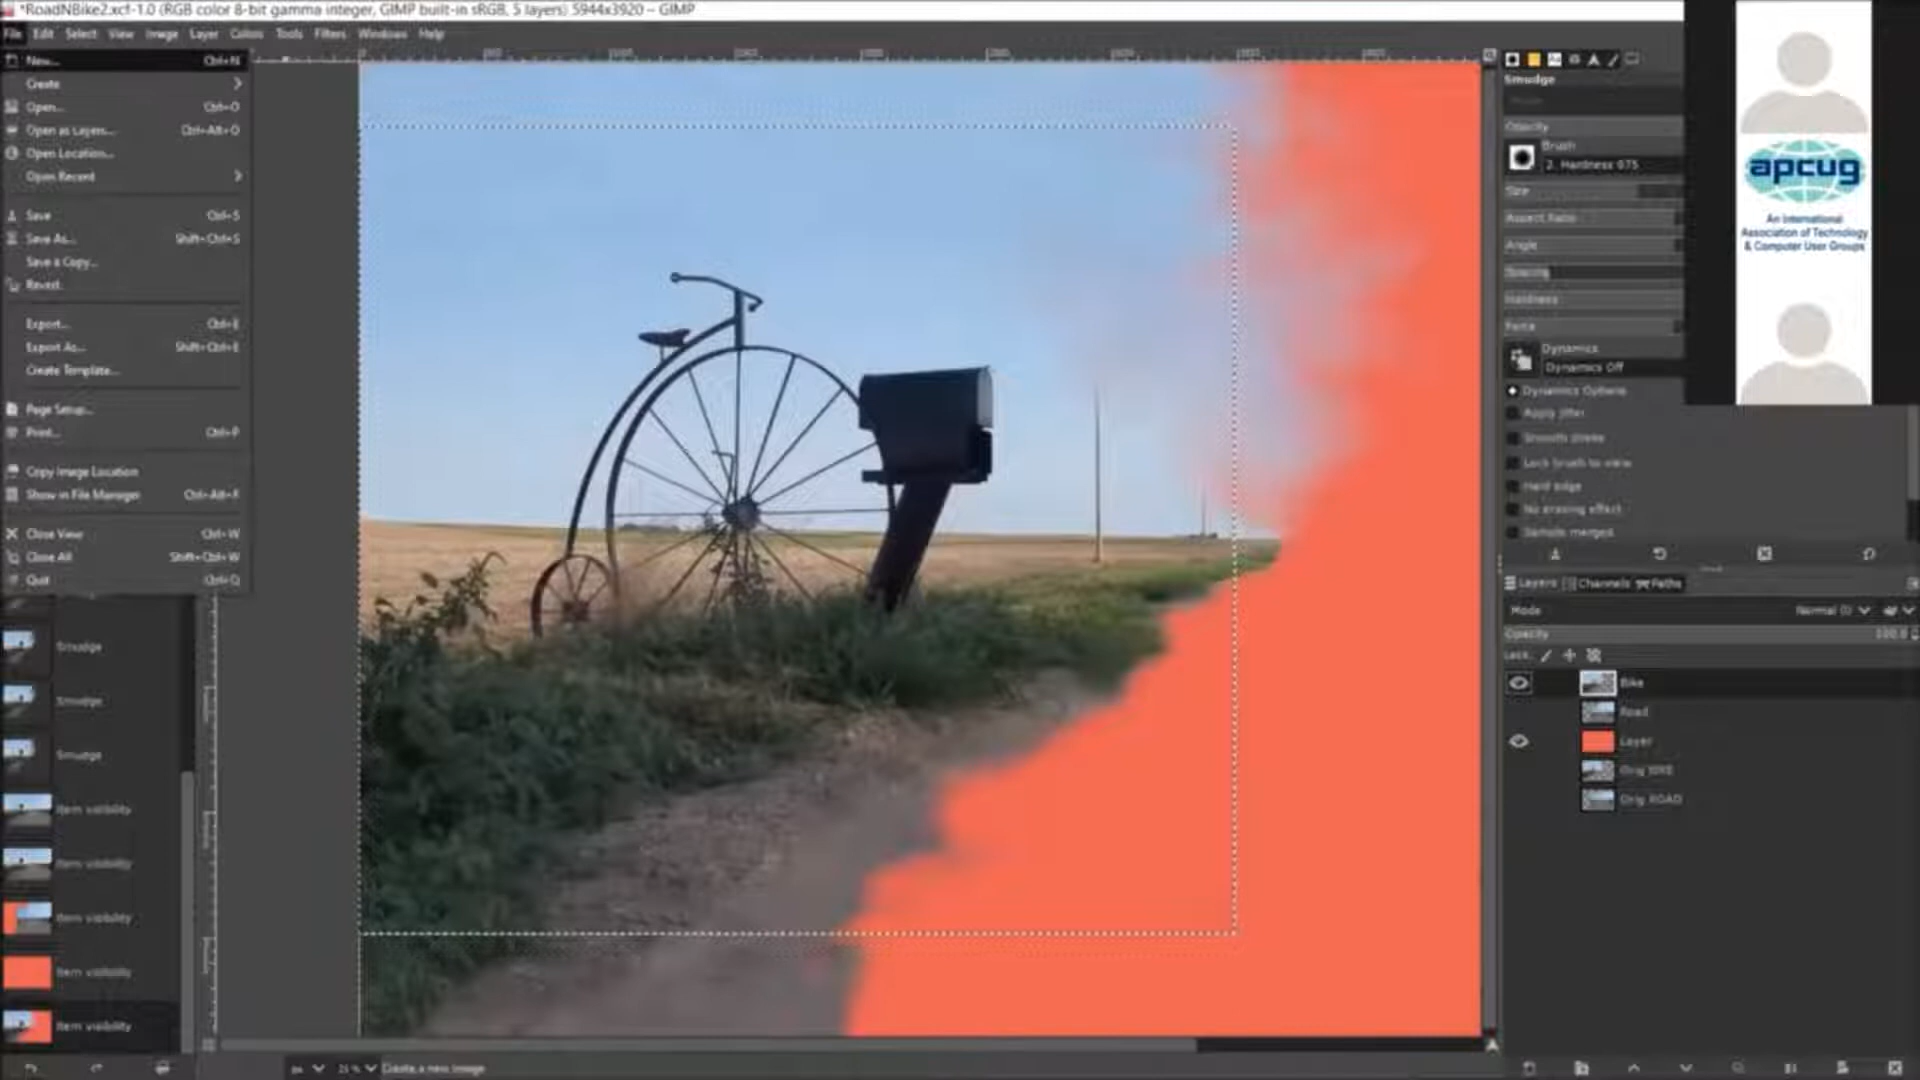 *RoadNBike2.xcf-1.0 (RGB color 8-bit gamma integer, GIMP built-in sRGB, 5 layers) 5944x3920 – GIMP
File Edit Select View Image Layer Colors Tools Filters Windows Help
New... Ctrl+N
Create
Open... Ctrl+O
Open as Layers... Ctrl+Alt+O
Open Location...
Open Recent
Save Ctrl+S
Save As... Shift+Ctrl+S
Save a Copy...
Revert
Export... Ctrl+E
Export As... Shift+Ctrl+E
Create Template...
Page Setup...
Print... Ctrl+P
Copy Image Location
Show in File Manager Ctrl+Alt+F
Close View Ctrl+W
Close All Shift+Ctrl+W
Quit Ctrl+Q
Smudge
Smudge
Smudge
Item visibility
Item visibility
Item visibility
Item visibility
Item visibility
px 25 % Create a new image
Smudge
Opacity
Brush
2. Hardness 075
Size
Aspect Ratio
Angle
Spacing
Hardness
Force
Dynamics
Dynamics Off
Dynamics Options
Apply Jitter
Smooth stroke
Lock brush to view
Hard edge
No erasing effect
Sample merged
Layers Channels Paths
Mode Normal
Opacity 100.0
Lock:
Bike
Road
Layer
Orig BIKE
Orig ROAD
apcug
An International
Association of Technology
& Computer User Groups